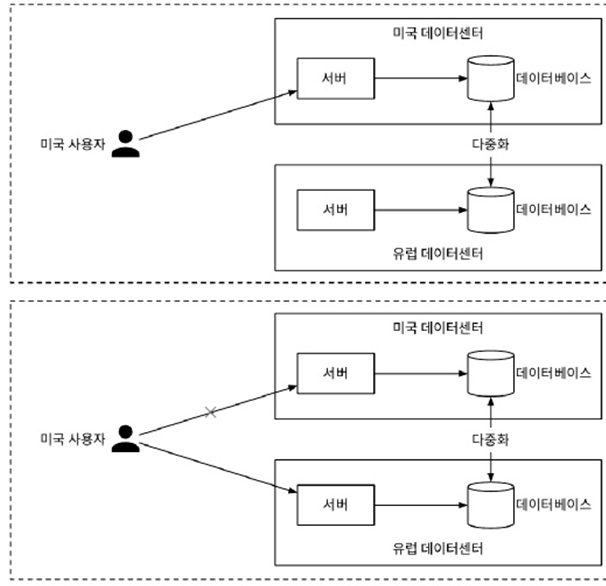 미국 데이터센터
서버
데이터베이스
미국 사용자
다중화
서버
데이터베이스
유럽 데이터센터
미국 데이터센터
서버
데이터베이스
미국 사용자
다중화
서버
데이터베이스
유럽 데이터센터